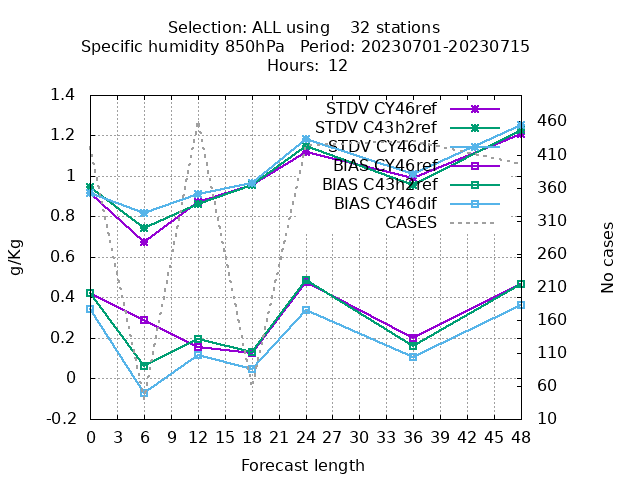 Selection: ALL using    32 stations
Specific humidity 850hPa   Period: 20230701-20230715
Hours:  12
1.4
1.2
1
0.8
0.6
0.4
0.2
0
-0.2
g/Kg
STDV CY46ref
STDV C43h2ref
STDV CY46dif
BIAS CY46ref
BIAS C43h2ref
BIAS CY46dif
CASES
460
410
360
310
260
210
160
110
60
10
No cases
0 3 6 9 12 15 18 21 24 27 30 33 36 39 42 45 48
Forecast length